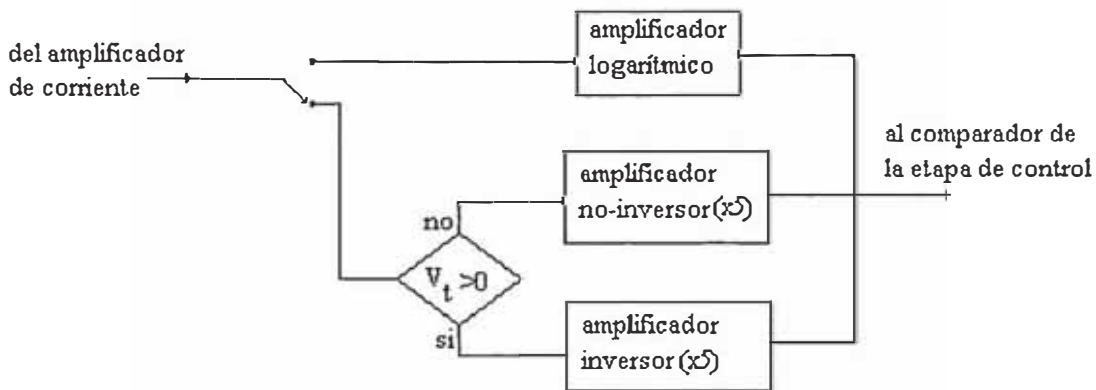 del amplificador
de corriente
amplificador
logarítmico
al comparador de
la etapa de control
amplificador
no-inversor(x5)
no
V_t >0
si
amplificador
inversor(x5)